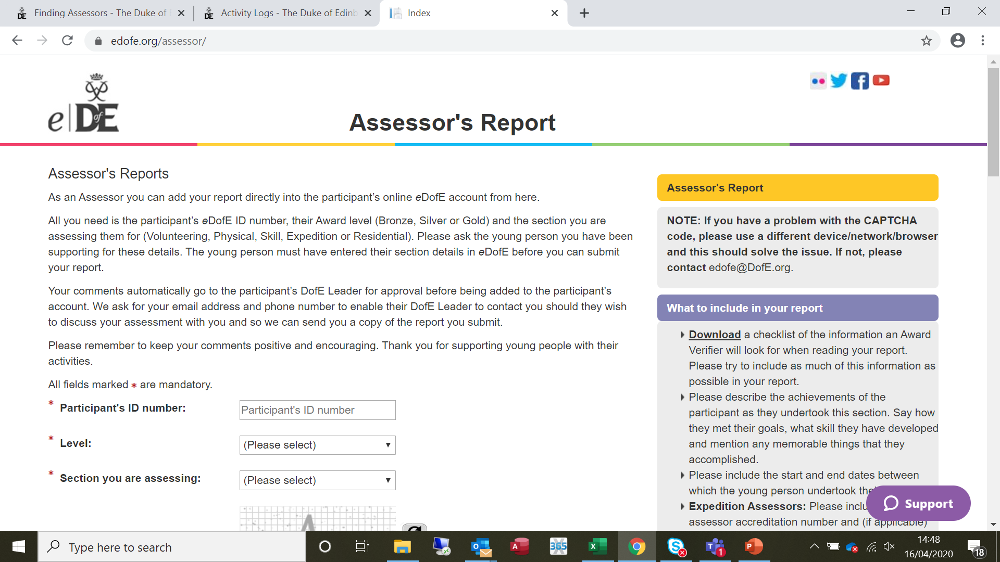 Finding Assessors - The Duke of
Activity Logs - The Duke of Edinb
Index
edofe.org/assessor/
e DofE
Assessor's Report
Assessor's Reports
As an Assessor you can add your report directly into the participant’s online eDofE account from here.
All you need is the participant’s eDofE ID number, their Award level (Bronze, Silver or Gold) and the section you are
assessing them for (Volunteering, Physical, Skill, Expedition or Residential). Please ask the young person you have been
supporting for these details. The young person must have entered their section details in eDofE before you can submit
your report.
Your comments automatically go to the participant’s DofE Leader for approval before being added to the participant’s
account. We ask for your email address and phone number to enable their DofE Leader to contact you should they wish
to discuss your assessment with you and so we can send you a copy of the report you submit.
Please remember to keep your comments positive and encouraging. Thank you for supporting young people with their
activities.
All fields marked * are mandatory.
* Participant's ID number:
Participant's ID number
* Level:
(Please select)
* Section you are assessing:
(Please select)
Assessor's Report
NOTE: If you have a problem with the CAPTCHA
code, please use a different device/network/browser
and this should solve the issue. If not, please
contact edofe@DofE.org.
What to include in your report
Download a checklist of the information an Award
Verifier will look for when reading your report.
Please try to include as much of this information as
possible in your report.
Please describe the achievements of the
participant as they undertook this section. Say how
they met their goals, what skill they have developed
and mention any memorable things that they
accomplished.
Please include the start and end dates between
which the young person undertook
Expedition Assessors: Please
assessor accreditation number and (if applicable)
Support
Type here to search
14:48
16/04/2020
18